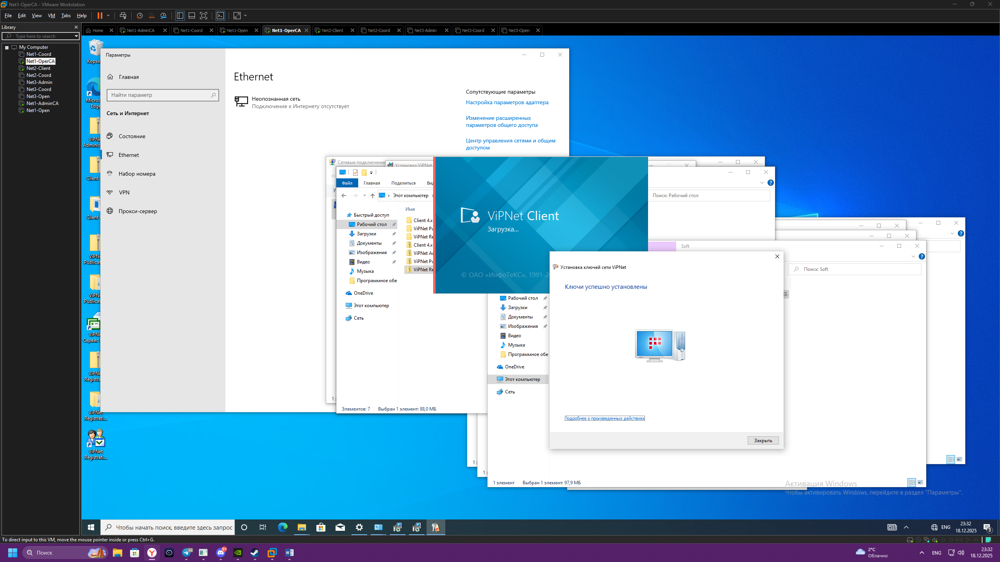 Net1-OperCA - VMware Workstation
File Edit View VM Tabs Help
Library
Type here to search
My Computer
Net1-Coord
Net1-OperCA
Net2-Client
Net2-Coord
Net3-Admin
Net3-Coord
Net3-Open
Net1-AdminCA
Net1-Open
Home Net1-AdminCA Net1-Coord Net1-Open Net1-OperCA Net2-Client Net2-Coord Net3-Admin Net3-Coord Net3-Open
Microsoft
Edge
Client
Client
Publicat
Publicat
Сервис
Registra
ViPNet
Registrati...
ViPNet
Registrati...
Параметры
Главная
Найти параметр
Сеть и Интернет
Состояние
Ethernet
Набор номера
VPN
Прокси-сервер
Ethernet
Неопознанная сеть
Подключение к Интернету отсутствует
Сопутствующие параметры
Настройка параметров адаптера
Изменение расширенных
параметров общего доступа
Центр управления сетями и общим
доступом
Сетевые подключения
Установка ViPNet
Файл Главная Поделиться Вид
Этот компьютер
Поиск: Рабочий стол
Имя
Быстрый доступ
Рабочий стол
Загрузки
Документы
Изображения
Видео
Музыка
Программное обе
OneDrive
Этот компьютер
Сеть
Client 4.x
ViPNet Pu
ViPNet Re
Client 4.x
ViPNet Ad
ViPNet Pu
ViPNet Re
Элементов: 7 Выбран 1 элемент: 88,0 МБ
ViPNet Client
Загрузка...
© ОАО «ИнфоТеКС», 1991-2
Soft
Поиск: Soft
КБ
Рабочий стол
Загрузки
Документы
Изображения
Видео
Музыка
Программное обе
OneDrive
Этот компьютер
Сеть
1 элемент Выбран 1 элемент: 97,9 МБ
Установка ключей сети ViPNet
Ключи успешно установлены
Подробнее о произведенных действиях
Закрыть
Активация Windows
Чтобы активировать Windows, перейдите в раздел "Параметры".
Чтобы начать поиск, введите здесь запрос
ENG
23:32
18.12.2025
3
To direct input to this VM, move the mouse pointer inside or press Ctrl+G.
Поиск
96
9+
2°C
Облачно
ENG
23:32
18.12.2025